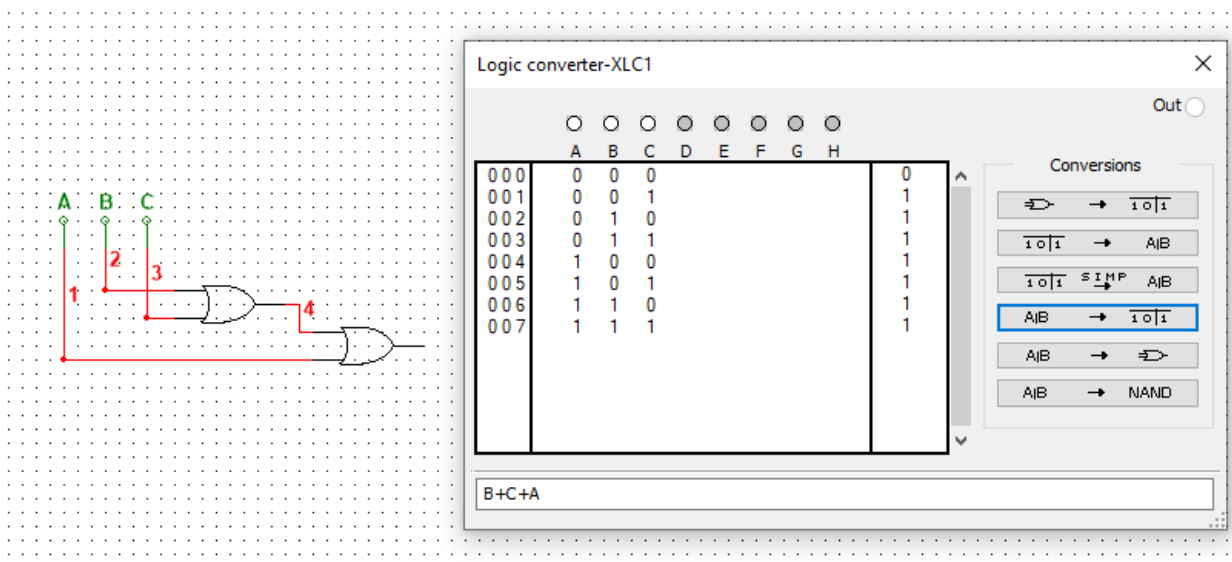 A B C
2
3
1
4
Logic converter-XLC1
Out
A B C D E F G H
000 0 0 0 0
001 0 0 1 1
002 0 1 0 1
003 0 1 1 1
004 1 0 0 1
005 1 0 1 1
006 1 1 0 1
007 1 1 1 1
Conversions
1 0 1
1 0 1 A|B
1 0 1 SIMP A|B
A|B 1 0 1
A|B
A|B NAND
B+C+A